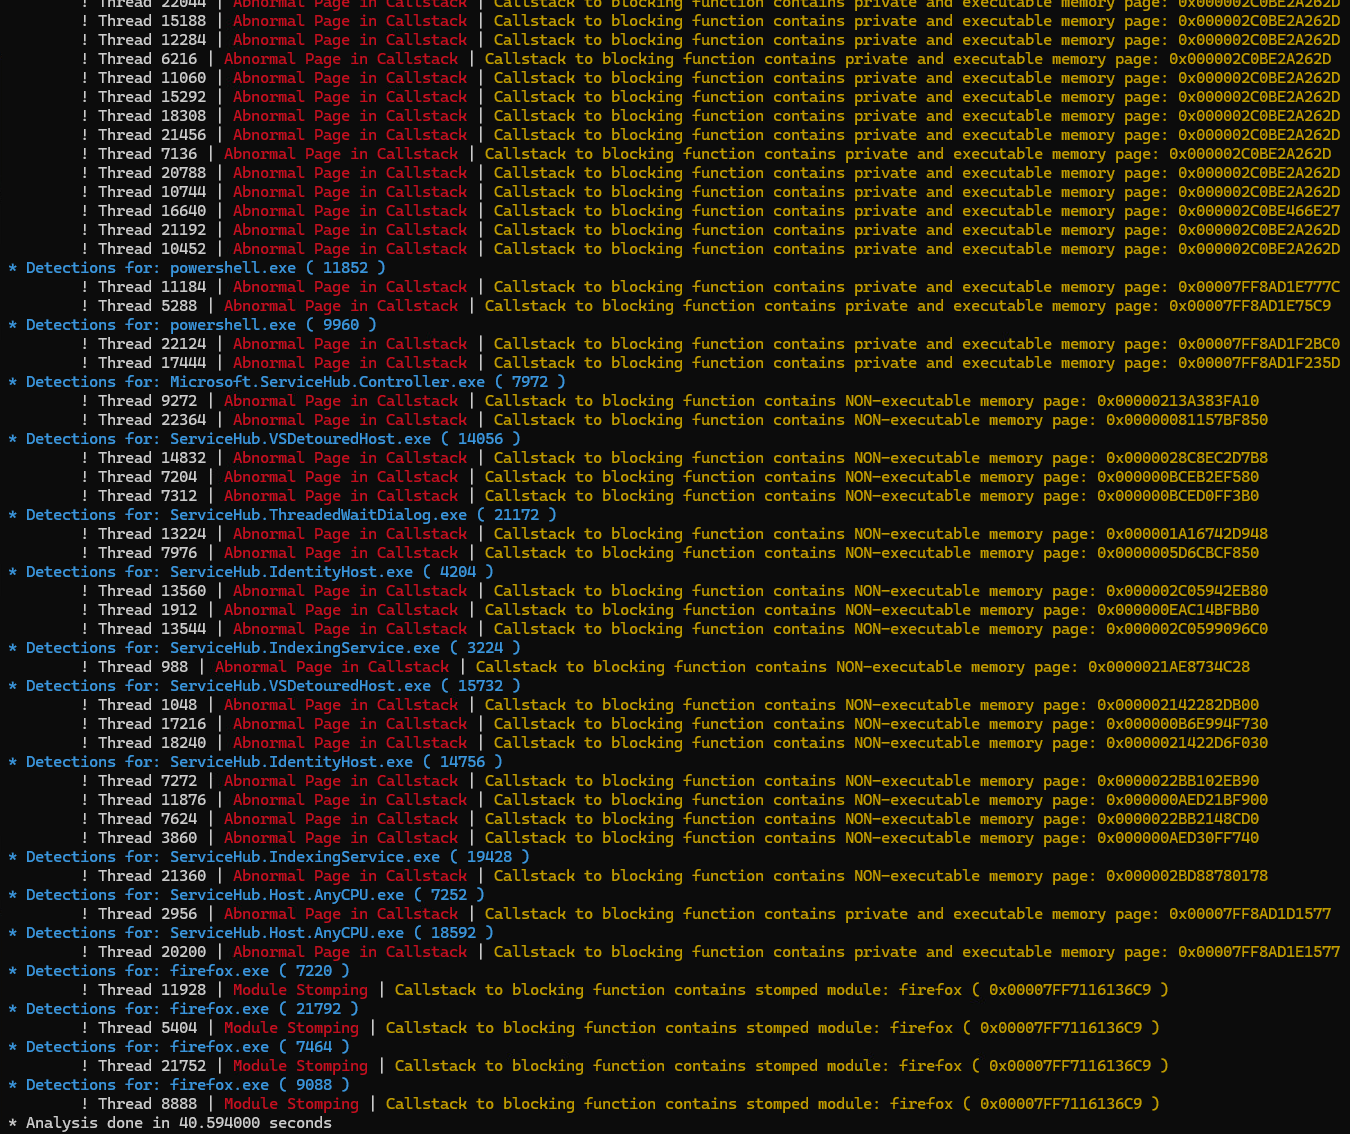 ! Thread 22044 | Abnormal Page in Callstack | Callstack to blocking function contains private and executable memory page: 0x000002C0BE2A262D
! Thread 15188 | Abnormal Page in Callstack | Callstack to blocking function contains private and executable memory page: 0x000002C0BE2A262D
! Thread 12284 | Abnormal Page in Callstack | Callstack to blocking function contains private and executable memory page: 0x000002C0BE2A262D
! Thread 6216 | Abnormal Page in Callstack | Callstack to blocking function contains private and executable memory page: 0x000002C0BE2A262D
! Thread 11060 | Abnormal Page in Callstack | Callstack to blocking function contains private and executable memory page: 0x000002C0BE2A262D
! Thread 15292 | Abnormal Page in Callstack | Callstack to blocking function contains private and executable memory page: 0x000002C0BE2A262D
! Thread 18308 | Abnormal Page in Callstack | Callstack to blocking function contains private and executable memory page: 0x000002C0BE2A262D
! Thread 21456 | Abnormal Page in Callstack | Callstack to blocking function contains private and executable memory page: 0x000002C0BE2A262D
! Thread 7136 | Abnormal Page in Callstack | Callstack to blocking function contains private and executable memory page: 0x000002C0BE2A262D
! Thread 20788 | Abnormal Page in Callstack | Callstack to blocking function contains private and executable memory page: 0x000002C0BE2A262D
! Thread 10744 | Abnormal Page in Callstack | Callstack to blocking function contains private and executable memory page: 0x000002C0BE2A262D
! Thread 16640 | Abnormal Page in Callstack | Callstack to blocking function contains private and executable memory page: 0x000002C0BE466E27
! Thread 21192 | Abnormal Page in Callstack | Callstack to blocking function contains private and executable memory page: 0x000002C0BE2A262D
! Thread 10452 | Abnormal Page in Callstack | Callstack to blocking function contains private and executable memory page: 0x000002C0BE2A262D
* Detections for: powershell.exe ( 11852 )
! Thread 11184 | Abnormal Page in Callstack | Callstack to blocking function contains private and executable memory page: 0x00007FF8AD1E777C
! Thread 5288 | Abnormal Page in Callstack | Callstack to blocking function contains private and executable memory page: 0x00007FF8AD1E75C9
* Detections for: powershell.exe ( 9960 )
! Thread 22124 | Abnormal Page in Callstack | Callstack to blocking function contains private and executable memory page: 0x00007FF8AD1F2BC0
! Thread 17444 | Abnormal Page in Callstack | Callstack to blocking function contains private and executable memory page: 0x00007FF8AD1F235D
* Detections for: Microsoft.ServiceHub.Controller.exe ( 7972 )
! Thread 9272 | Abnormal Page in Callstack | Callstack to blocking function contains NON-executable memory page: 0x00000213A383FA10
! Thread 22364 | Abnormal Page in Callstack | Callstack to blocking function contains NON-executable memory page: 0x00000081157BF850
* Detections for: ServiceHub.VSDetouredHost.exe ( 14056 )
! Thread 14832 | Abnormal Page in Callstack | Callstack to blocking function contains NON-executable memory page: 0x0000028C8EC2D7B8
! Thread 7204 | Abnormal Page in Callstack | Callstack to blocking function contains NON-executable memory page: 0x000000BCEB2EF580
! Thread 7312 | Abnormal Page in Callstack | Callstack to blocking function contains NON-executable memory page: 0x000000BCED0FF3B0
* Detections for: ServiceHub.ThreadedWaitDialog.exe ( 21172 )
! Thread 13224 | Abnormal Page in Callstack | Callstack to blocking function contains NON-executable memory page: 0x000001A16742D948
! Thread 7976 | Abnormal Page in Callstack | Callstack to blocking function contains NON-executable memory page: 0x0000005D6CBCF850
* Detections for: ServiceHub.IdentityHost.exe ( 4204 )
! Thread 13560 | Abnormal Page in Callstack | Callstack to blocking function contains NON-executable memory page: 0x000002C05942EB80
! Thread 1912 | Abnormal Page in Callstack | Callstack to blocking function contains NON-executable memory page: 0x000000EAC14BFBB0
! Thread 13544 | Abnormal Page in Callstack | Callstack to blocking function contains NON-executable memory page: 0x000002C0599096C0
* Detections for: ServiceHub.IndexingService.exe ( 3224 )
! Thread 988 | Abnormal Page in Callstack | Callstack to blocking function contains NON-executable memory page: 0x0000021AE8734C28
* Detections for: ServiceHub.VSDetouredHost.exe ( 15732 )
! Thread 1048 | Abnormal Page in Callstack | Callstack to blocking function contains NON-executable memory page: 0x000002142282DB00
! Thread 17216 | Abnormal Page in Callstack | Callstack to blocking function contains NON-executable memory page: 0x000000B6E994F730
! Thread 18240 | Abnormal Page in Callstack | Callstack to blocking function contains NON-executable memory page: 0x0000021422D6F030
* Detections for: ServiceHub.IdentityHost.exe ( 14756 )
! Thread 7272 | Abnormal Page in Callstack | Callstack to blocking function contains NON-executable memory page: 0x0000022BB102EB90
! Thread 11876 | Abnormal Page in Callstack | Callstack to blocking function contains NON-executable memory page: 0x000000AED21BF900
! Thread 7624 | Abnormal Page in Callstack | Callstack to blocking function contains NON-executable memory page: 0x0000022BB2148CD0
! Thread 3860 | Abnormal Page in Callstack | Callstack to blocking function contains NON-executable memory page: 0x000000AED30FF740
* Detections for: ServiceHub.IndexingService.exe ( 19428 )
! Thread 21360 | Abnormal Page in Callstack | Callstack to blocking function contains NON-executable memory page: 0x000002BD88780178
* Detections for: ServiceHub.Host.AnyCPU.exe ( 7252 )
! Thread 2956 | Abnormal Page in Callstack | Callstack to blocking function contains private and executable memory page: 0x00007FF8AD1D1577
* Detections for: ServiceHub.Host.AnyCPU.exe ( 18592 )
! Thread 20200 | Abnormal Page in Callstack | Callstack to blocking function contains private and executable memory page: 0x00007FF8AD1E1577
* Detections for: firefox.exe ( 7220 )
! Thread 11928 | Module Stomping | Callstack to blocking function contains stomped module: firefox ( 0x00007FF7116136C9 )
* Detections for: firefox.exe ( 21792 )
! Thread 5404 | Module Stomping | Callstack to blocking function contains stomped module: firefox ( 0x00007FF7116136C9 )
* Detections for: firefox.exe ( 7464 )
! Thread 21752 | Module Stomping | Callstack to blocking function contains stomped module: firefox ( 0x00007FF7116136C9 )
* Detections for: firefox.exe ( 9088 )
! Thread 8888 | Module Stomping | Callstack to blocking function contains stomped module: firefox ( 0x00007FF7116136C9 )
* Analysis done in 40.594000 seconds